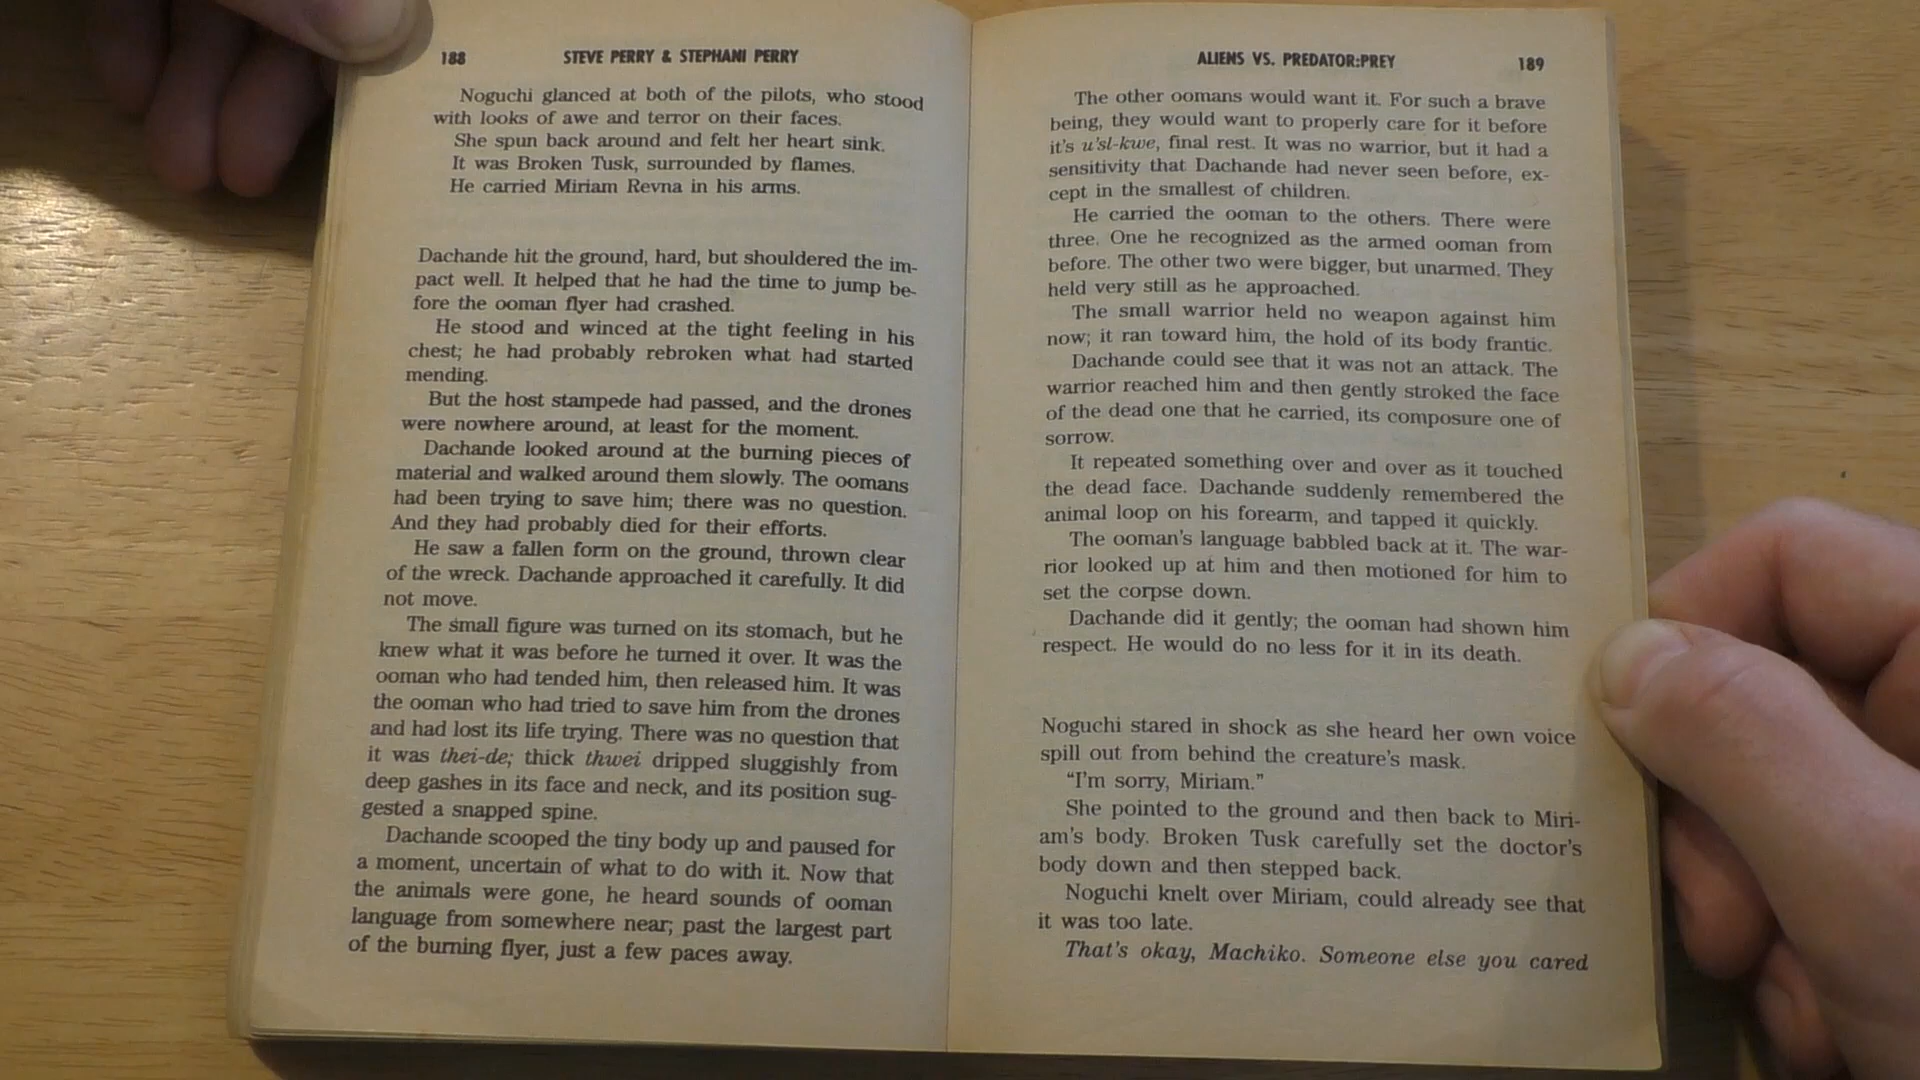 188 STEVE PERRY & STEPHANI PERRY
Noguchi glanced at both of the pilots, who stood
with looks of awe and terror on their faces.
She spun back around and felt her heart sink.
It was Broken Tusk, surrounded by flames.
He carried Miriam Revna in his arms.
Dachande hit the ground, hard, but shouldered the im-
pact well. It helped that he had the time to jump be-
fore the ooman flyer had crashed.
He stood and winced at the tight feeling in his
chest; he had probably rebroken what had started
mending.
But the host stampede had passed, and the drones
were nowhere around, at least for the moment.
Dachande looked around at the burning pieces of
material and walked around them slowly. The oomans
had been trying to save him; there was no question.
And they had probably died for their efforts.
He saw a fallen form on the ground, thrown clear
of the wreck. Dachande approached it carefully. It did
not move.
The small figure was turned on its stomach, but he
knew what it was before he turned it over. It was the
ooman who had tended him, then released him. It was
the ooman who had tried to save him from the drones
and had lost its life trying. There was no question that
it was thei-de; thick thwei dripped sluggishly from
deep gashes in its face and neck, and its position sug-
gested a snapped spine.
Dachande scooped the tiny body up and paused for
a moment, uncertain of what to do with it. Now that
the animals were gone, he heard sounds of ooman
language from somewhere near; past the largest part
of the burning flyer, just a few paces away.
ALIENS VS. PREDATOR:PREY 189
The other oomans would want it. For such a brave
being, they would want to properly care for it before
it's u'sl-kwe, final rest. It was no warrior, but it had a
sensitivity that Dachande had never seen before, ex-
cept in the smallest of children.
He carried the ooman to the others. There were
three. One he recognized as the armed ooman from
before. The other two were bigger, but unarmed. They
held very still as he approached.
The small warrior held no weapon against him
now; it ran toward him, the hold of its body frantic.
Dachande could see that it was not an attack. The
warrior reached him and then gently stroked the face
of the dead one that he carried, its composure one of
sorrow.
It repeated something over and over as it touched
the dead face. Dachande suddenly remembered the
animal loop on his forearm, and tapped it quickly.
The ooman's language babbled back at it. The war-
rior looked up at him and then motioned for him to
set the corpse down.
Dachande did it gently; the ooman had shown him
respect. He would do no less for it in its death.
Noguchi stared in shock as she heard her own voice
spill out from behind the creature's mask.
"I'm sorry, Miriam."
She pointed to the ground and then back to Miri-
am's body. Broken Tusk carefully set the doctor's
body down and then stepped back.
Noguchi knelt over Miriam, could already see that
it was too late.
That's okay, Machiko. Someone else you cared